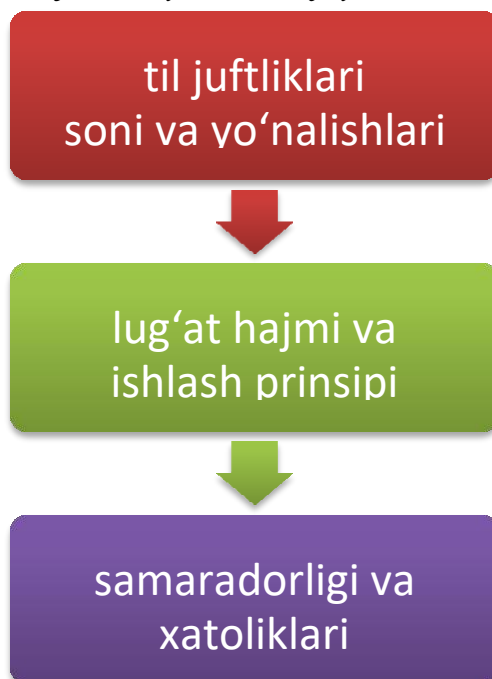 til juftliklari
soni va yo‘nalishlari
lug‘at hajmi va
ishlash prinsipi
samaradorligi va
xatoliklari